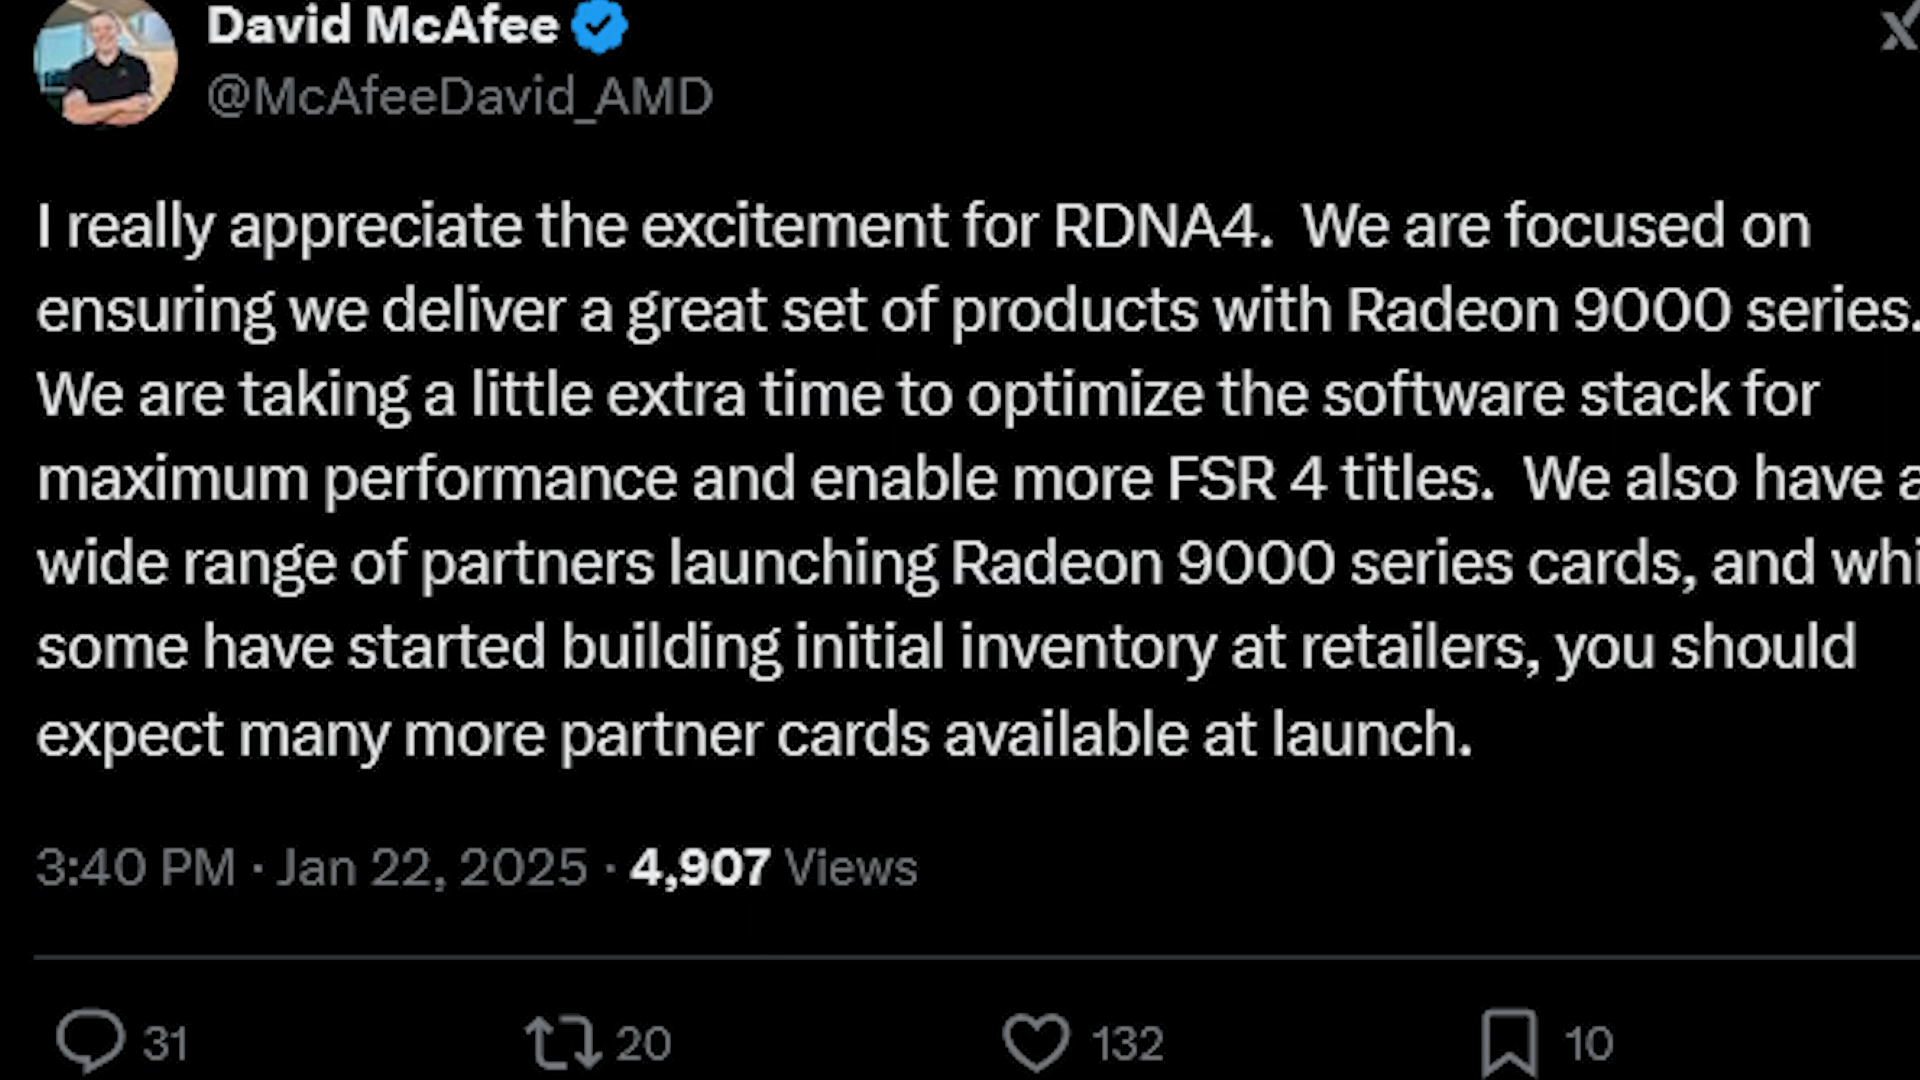 David McAfee
@McAfeeDavid_AMD
I really appreciate the excitement for RDNA4.  We are focused on
ensuring we deliver a great set of products with Radeon 9000 series.
We are taking a little extra time to optimize the software stack for
maximum performance and enable more FSR 4 titles.  We also have a
wide range of partners launching Radeon 9000 series cards, and whi
some have started building initial inventory at retailers, you should
expect many more partner cards available at launch.
3:40 PM · Jan 22, 2025 · 4,907 Views
31 20 132 10